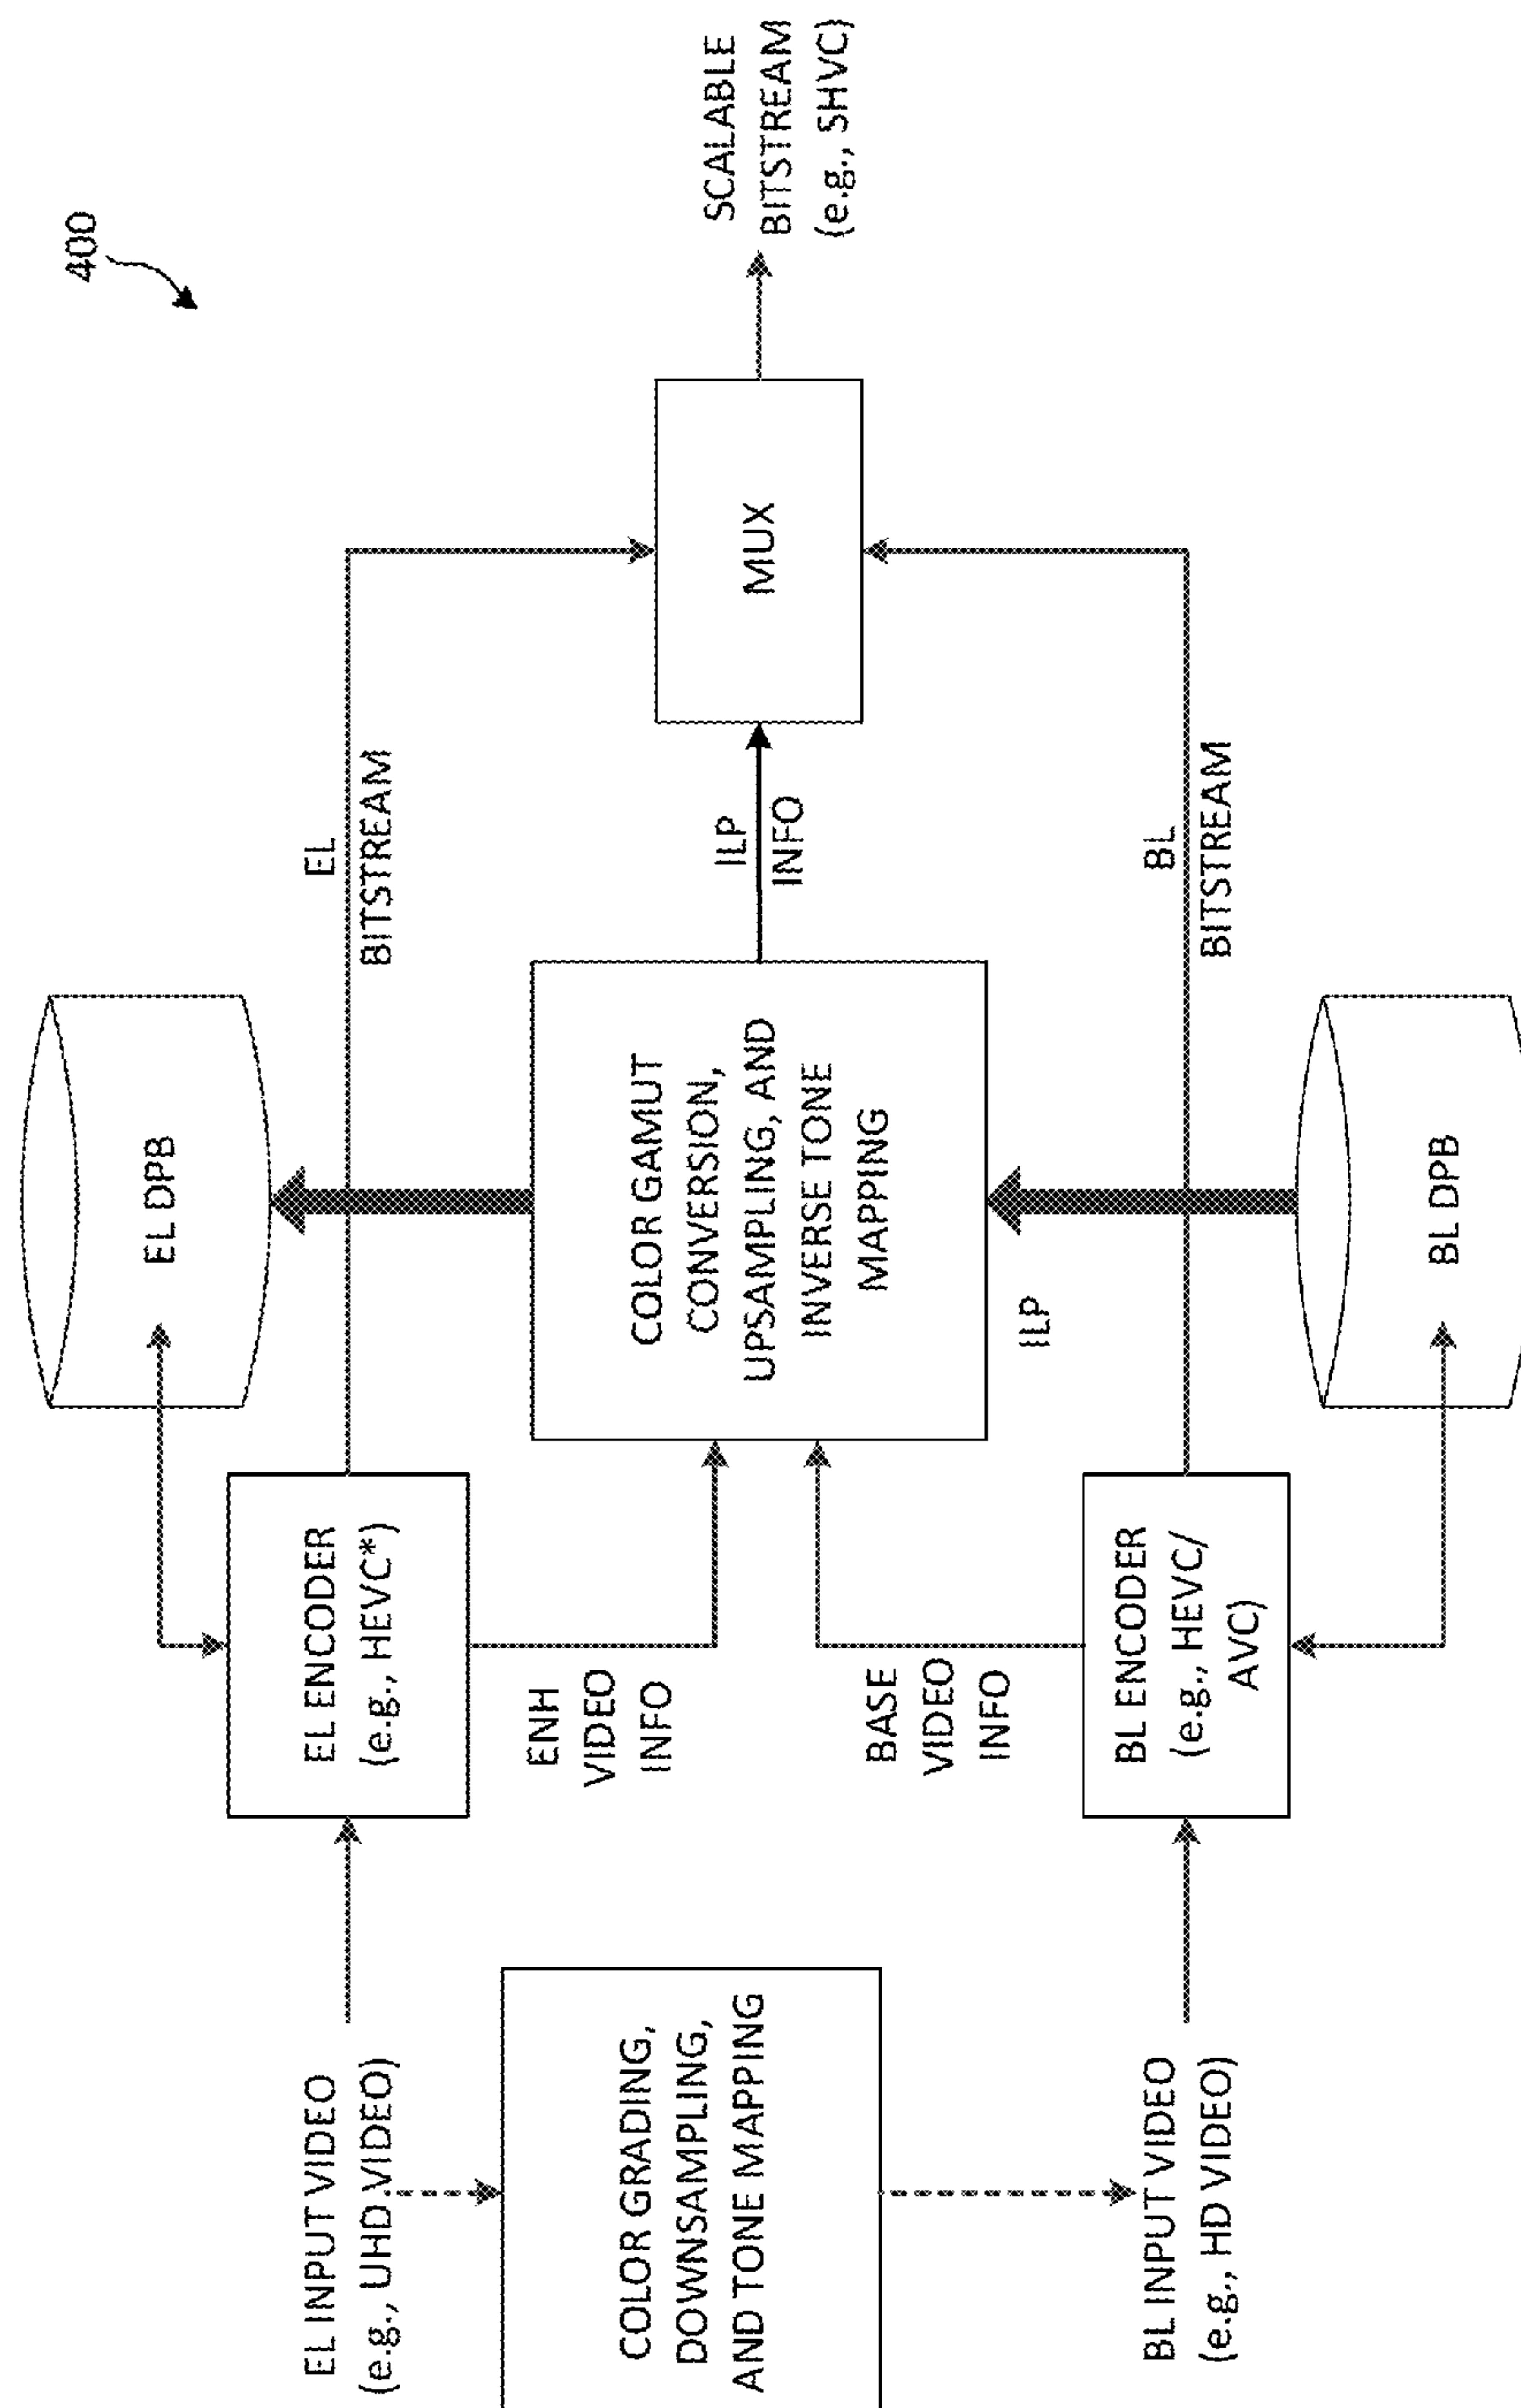 400
EL DPB
EL INPUT VIDEO
(e.g., UHD VIDEO)
EL ENCODER
(e.g., HEVC*)
EL
BITSTREAM
ENH
VIDEO
INFO
COLOR GRADING,
DOWNSAMPLING,
AND TONE MAPPING
COLOR GAMUT
CONVERSION,
UPSAMPLING, AND
INVERSE TONE
MAPPING
ILP
INFO
MUX
SCALABLE
BITSTREAM
(e.g., SHVC)
BASE
VIDEO
INFO
ILP
BL INPUT VIDEO
(e.g., HD VIDEO)
BL ENCODER
(e.g., HEVC/
AVC)
BL
BITSTREAM
BL DPB